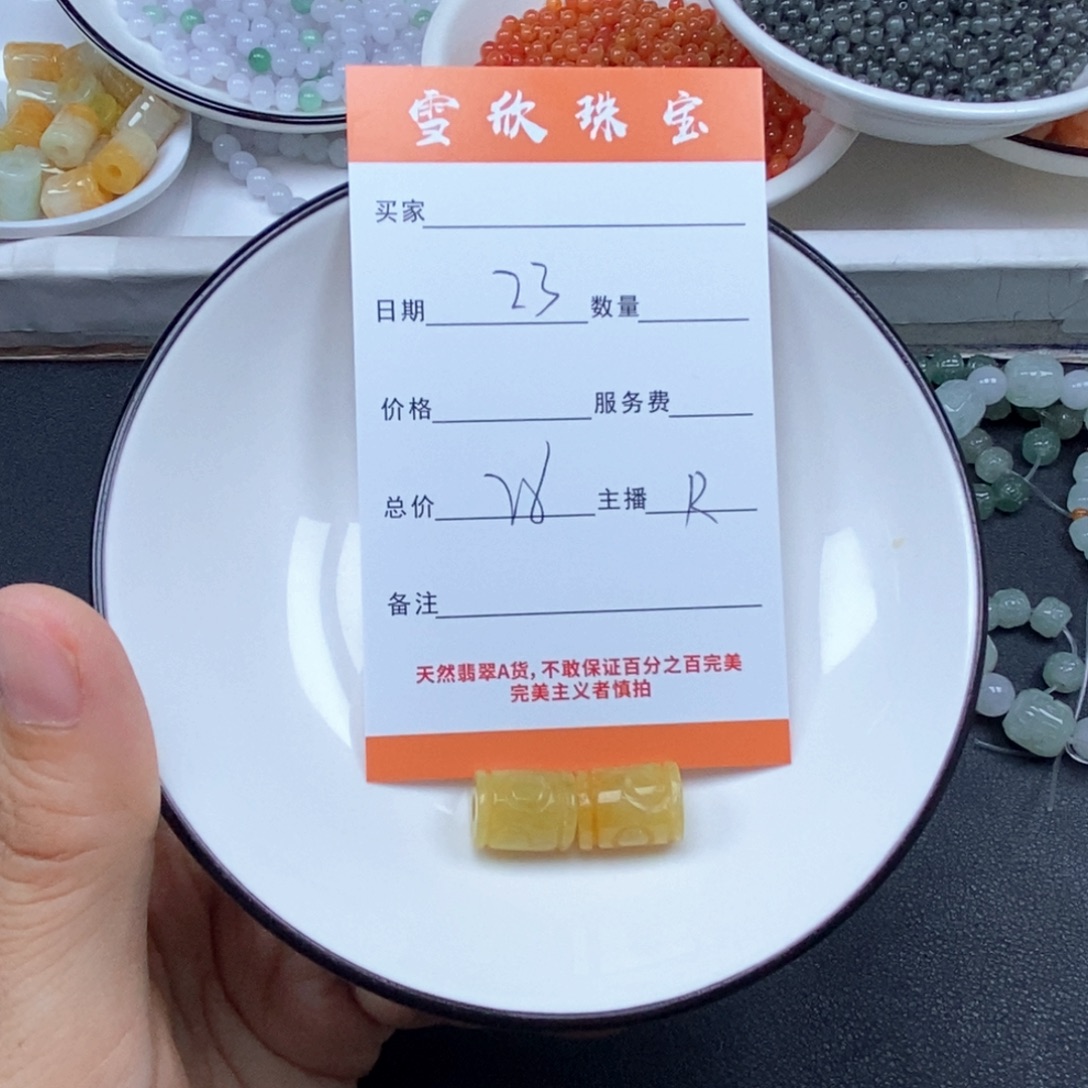 雪欣珠宝
买家
日期 23 数量
价格 服务费
总价 28 主播 R
备注
天然翡翠A货,不敢保证百分之百完美
完美主义者慎拍